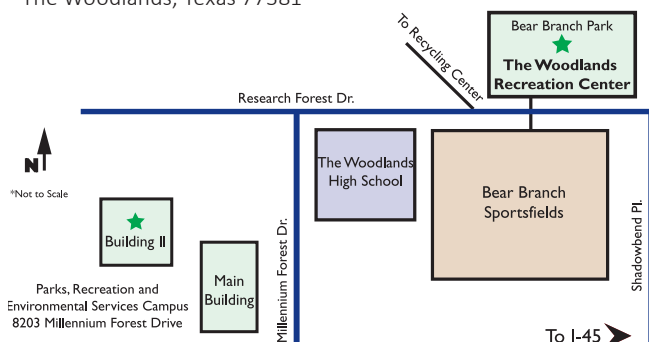 The Woodlands, Texas 77381
To Recycling Center
Bear Branch Park
The Woodlands
Recreation Center
Research Forest Dr.
N
*Not to Scale
The Woodlands
High School
Bear Branch
Sportsfields
Building II
Main
Building
Parks, Recreation and
Environmental Services Campus
8203 Millennium Forest Drive
Millennium Forest Dr.
Shadowbend Pl.
To I-45